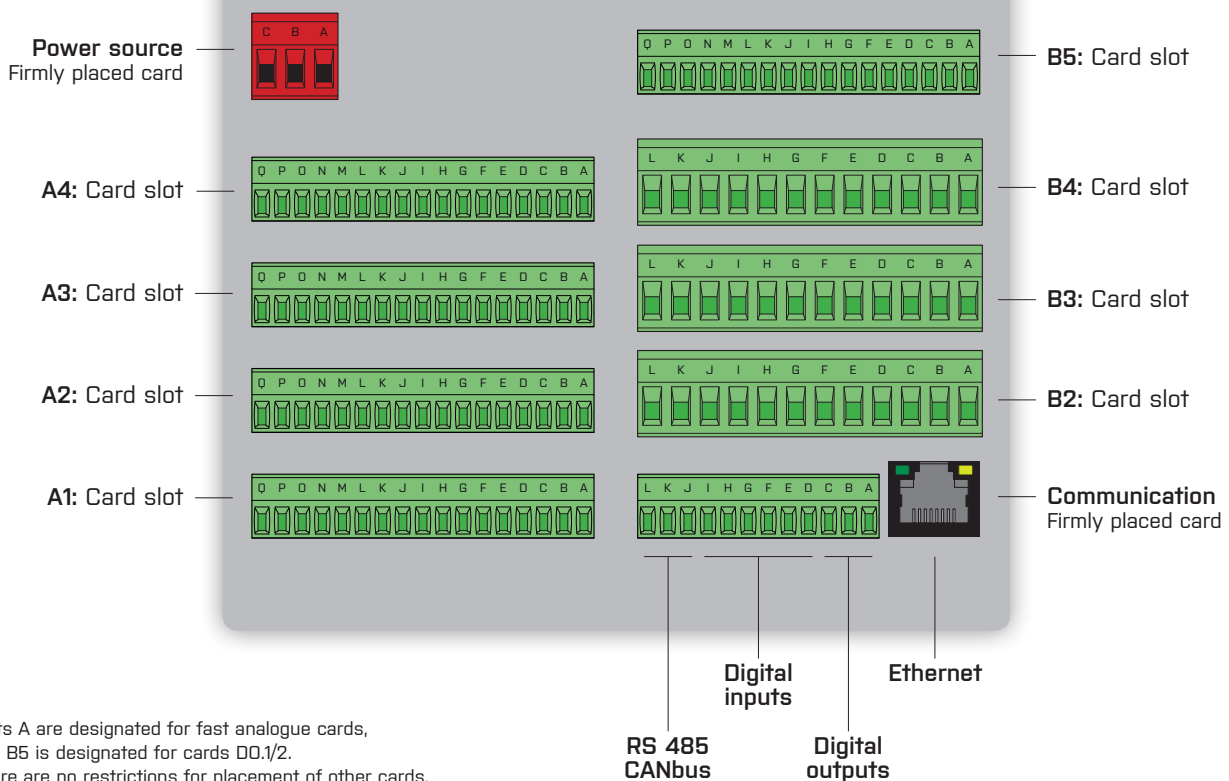 Power source
Firmly placed card
C B A
Q P O N M L K J I H G F E D C B A
B5: Card slot
A4: Card slot
Q P O N M L K J I H G F E D C B A
L K J I H G F E D C B A
B4: Card slot
A3: Card slot
Q P O N M L K J I H G F E D C B A
L K J I H G F E D C B A
B3: Card slot
A2: Card slot
Q P O N M L K J I H G F E D C B A
L K J I H G F E D C B A
B2: Card slot
A1: Card slot
Q P O N M L K J I H G F E D C B A
L K J I H G F E D C B A
Communication
Firmly placed card
Digital
inputs
Ethernet
RS 485
CANbus
Digital
outputs
A are designated for fast analogue cards,
B5 is designated for cards DO.1/2.
are no restrictions for placement of other cards.